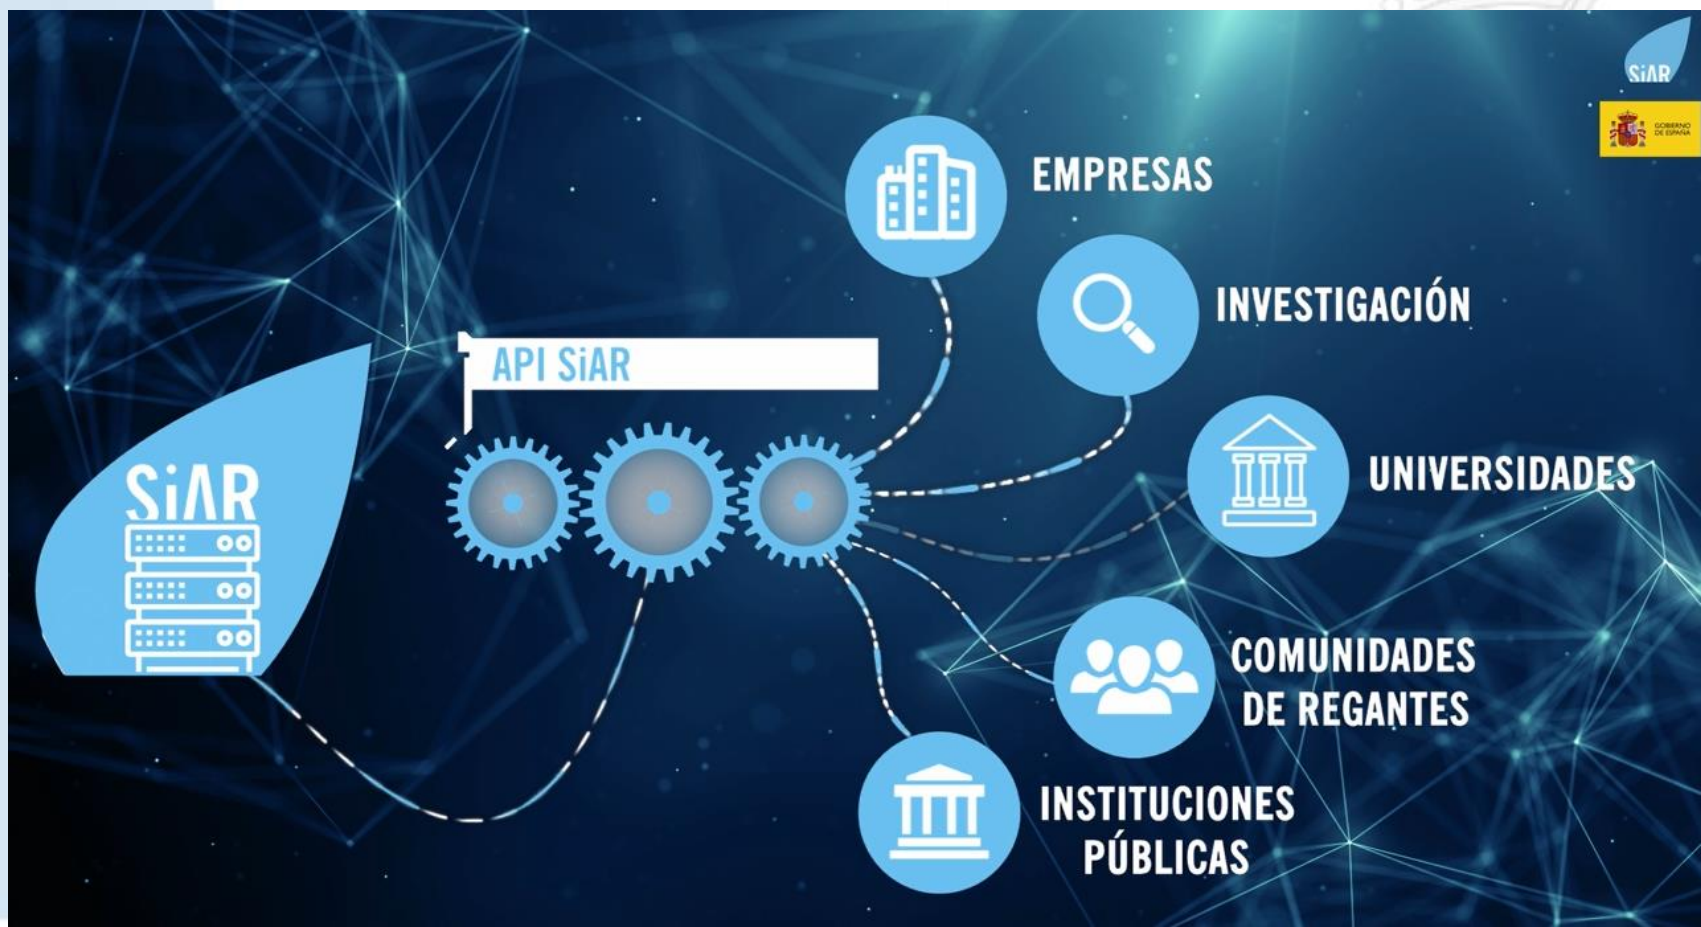 SiAR
GOBIERNO
DE ESPAÑA
EMPRESAS
INVESTIGACIÓN
API SiAR
SiAR
UNIVERSIDADES
COMUNIDADES
DE REGANTES
INSTITUCIONES
PÚBLICAS